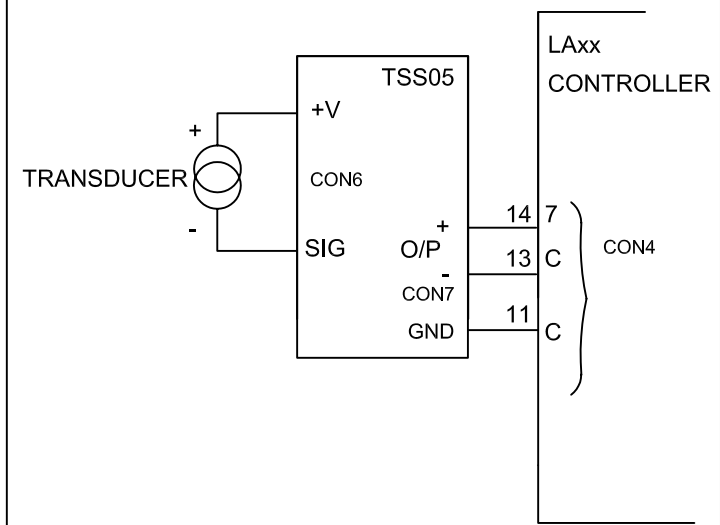 LAxx
CONTROLLER
TSS05
+V
+
TRANSDUCER
CON6
-
SIG
+
O/P
-
CON7
GND
14 7
13 C
11 C
CON4